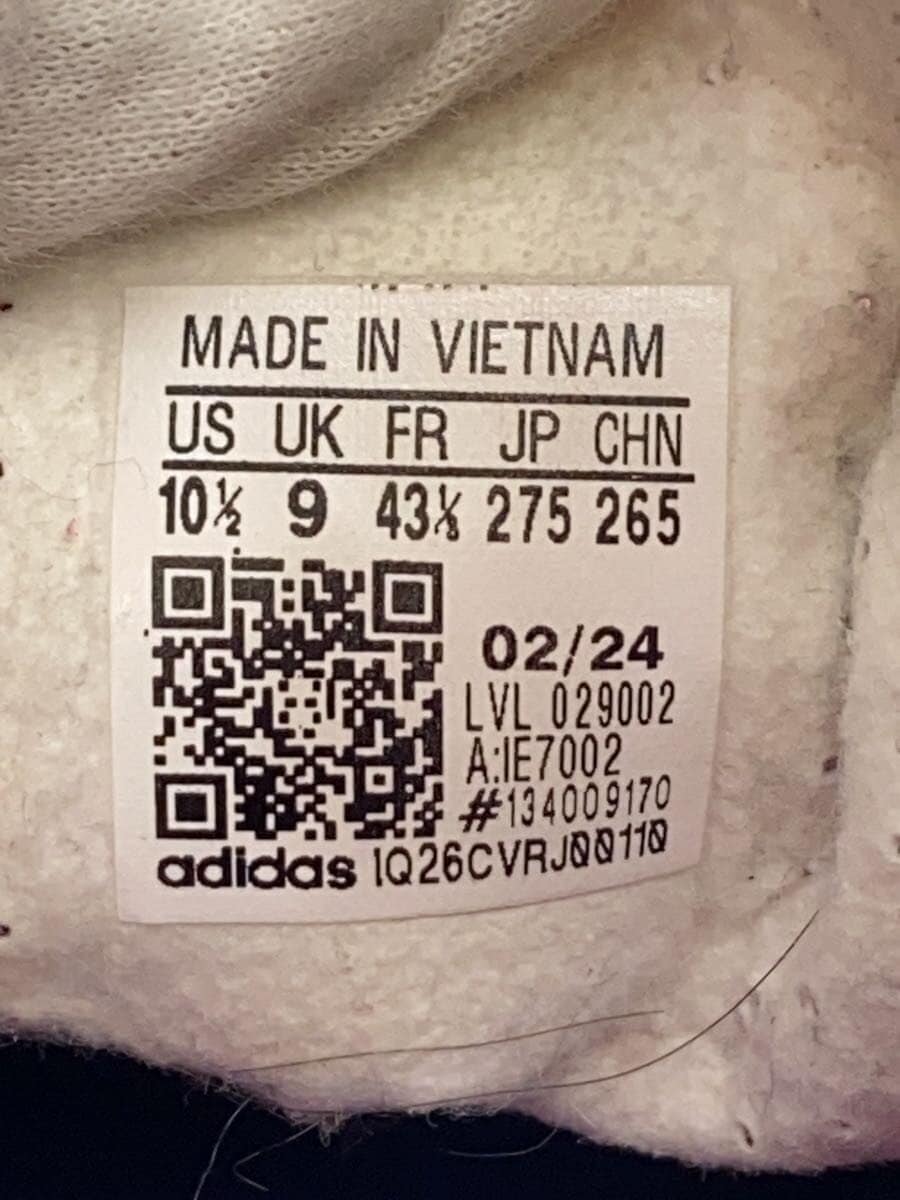 MADE IN VIETNAM
US UK FR JP CHN
10½ 9 43⅓ 275 265
02/24
LVL 029002
A:IE7002
#134009170
adidas 1Q26CVRJ00110